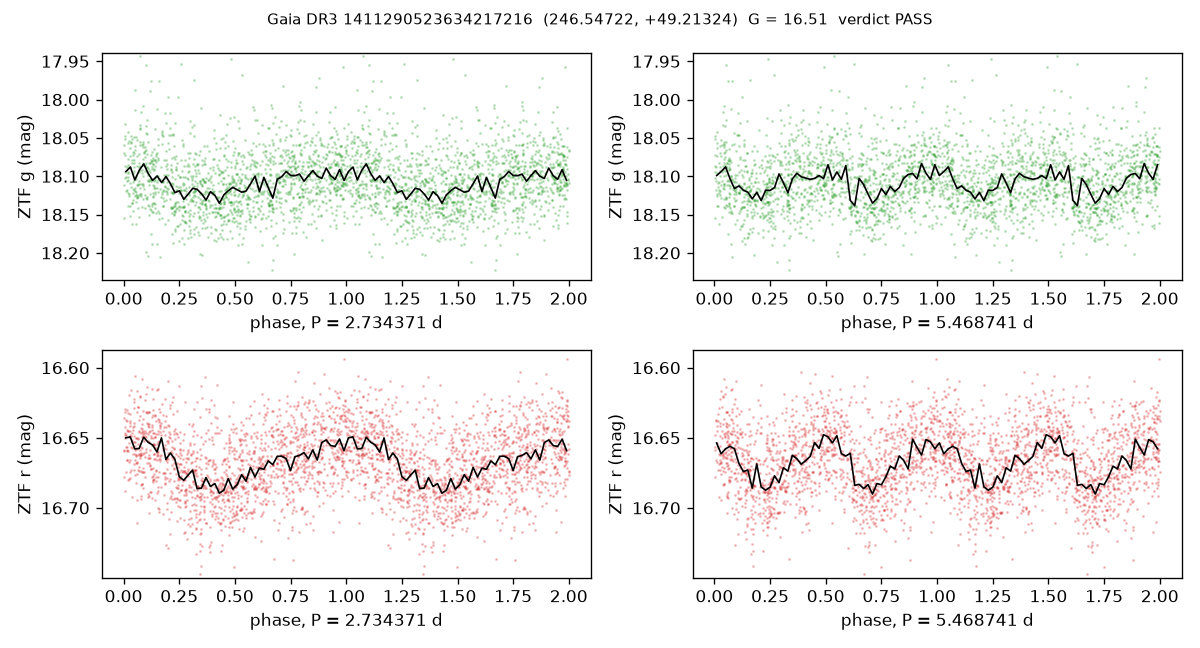 Gaia DR3 1411290523634217216 (246.54722, +49.21324) G = 16.51 verdict PASS
ZTF g (mag)
17.95
18.00
18.05
18.10
18.15
18.20
0.00 0.25 0.50 0.75 1.00 1.25 1.50 1.75 2.00
phase, P = 2.734371 d
ZTF g (mag)
17.95
18.00
18.05
18.10
18.15
18.20
0.00 0.25 0.50 0.75 1.00 1.25 1.50 1.75 2.00
phase, P = 5.468741 d
ZTF r (mag)
16.60
16.65
16.70
0.00 0.25 0.50 0.75 1.00 1.25 1.50 1.75 2.00
phase, P = 2.734371 d
ZTF r (mag)
16.60
16.65
16.70
0.00 0.25 0.50 0.75 1.00 1.25 1.50 1.75 2.00
phase, P = 5.468741 d